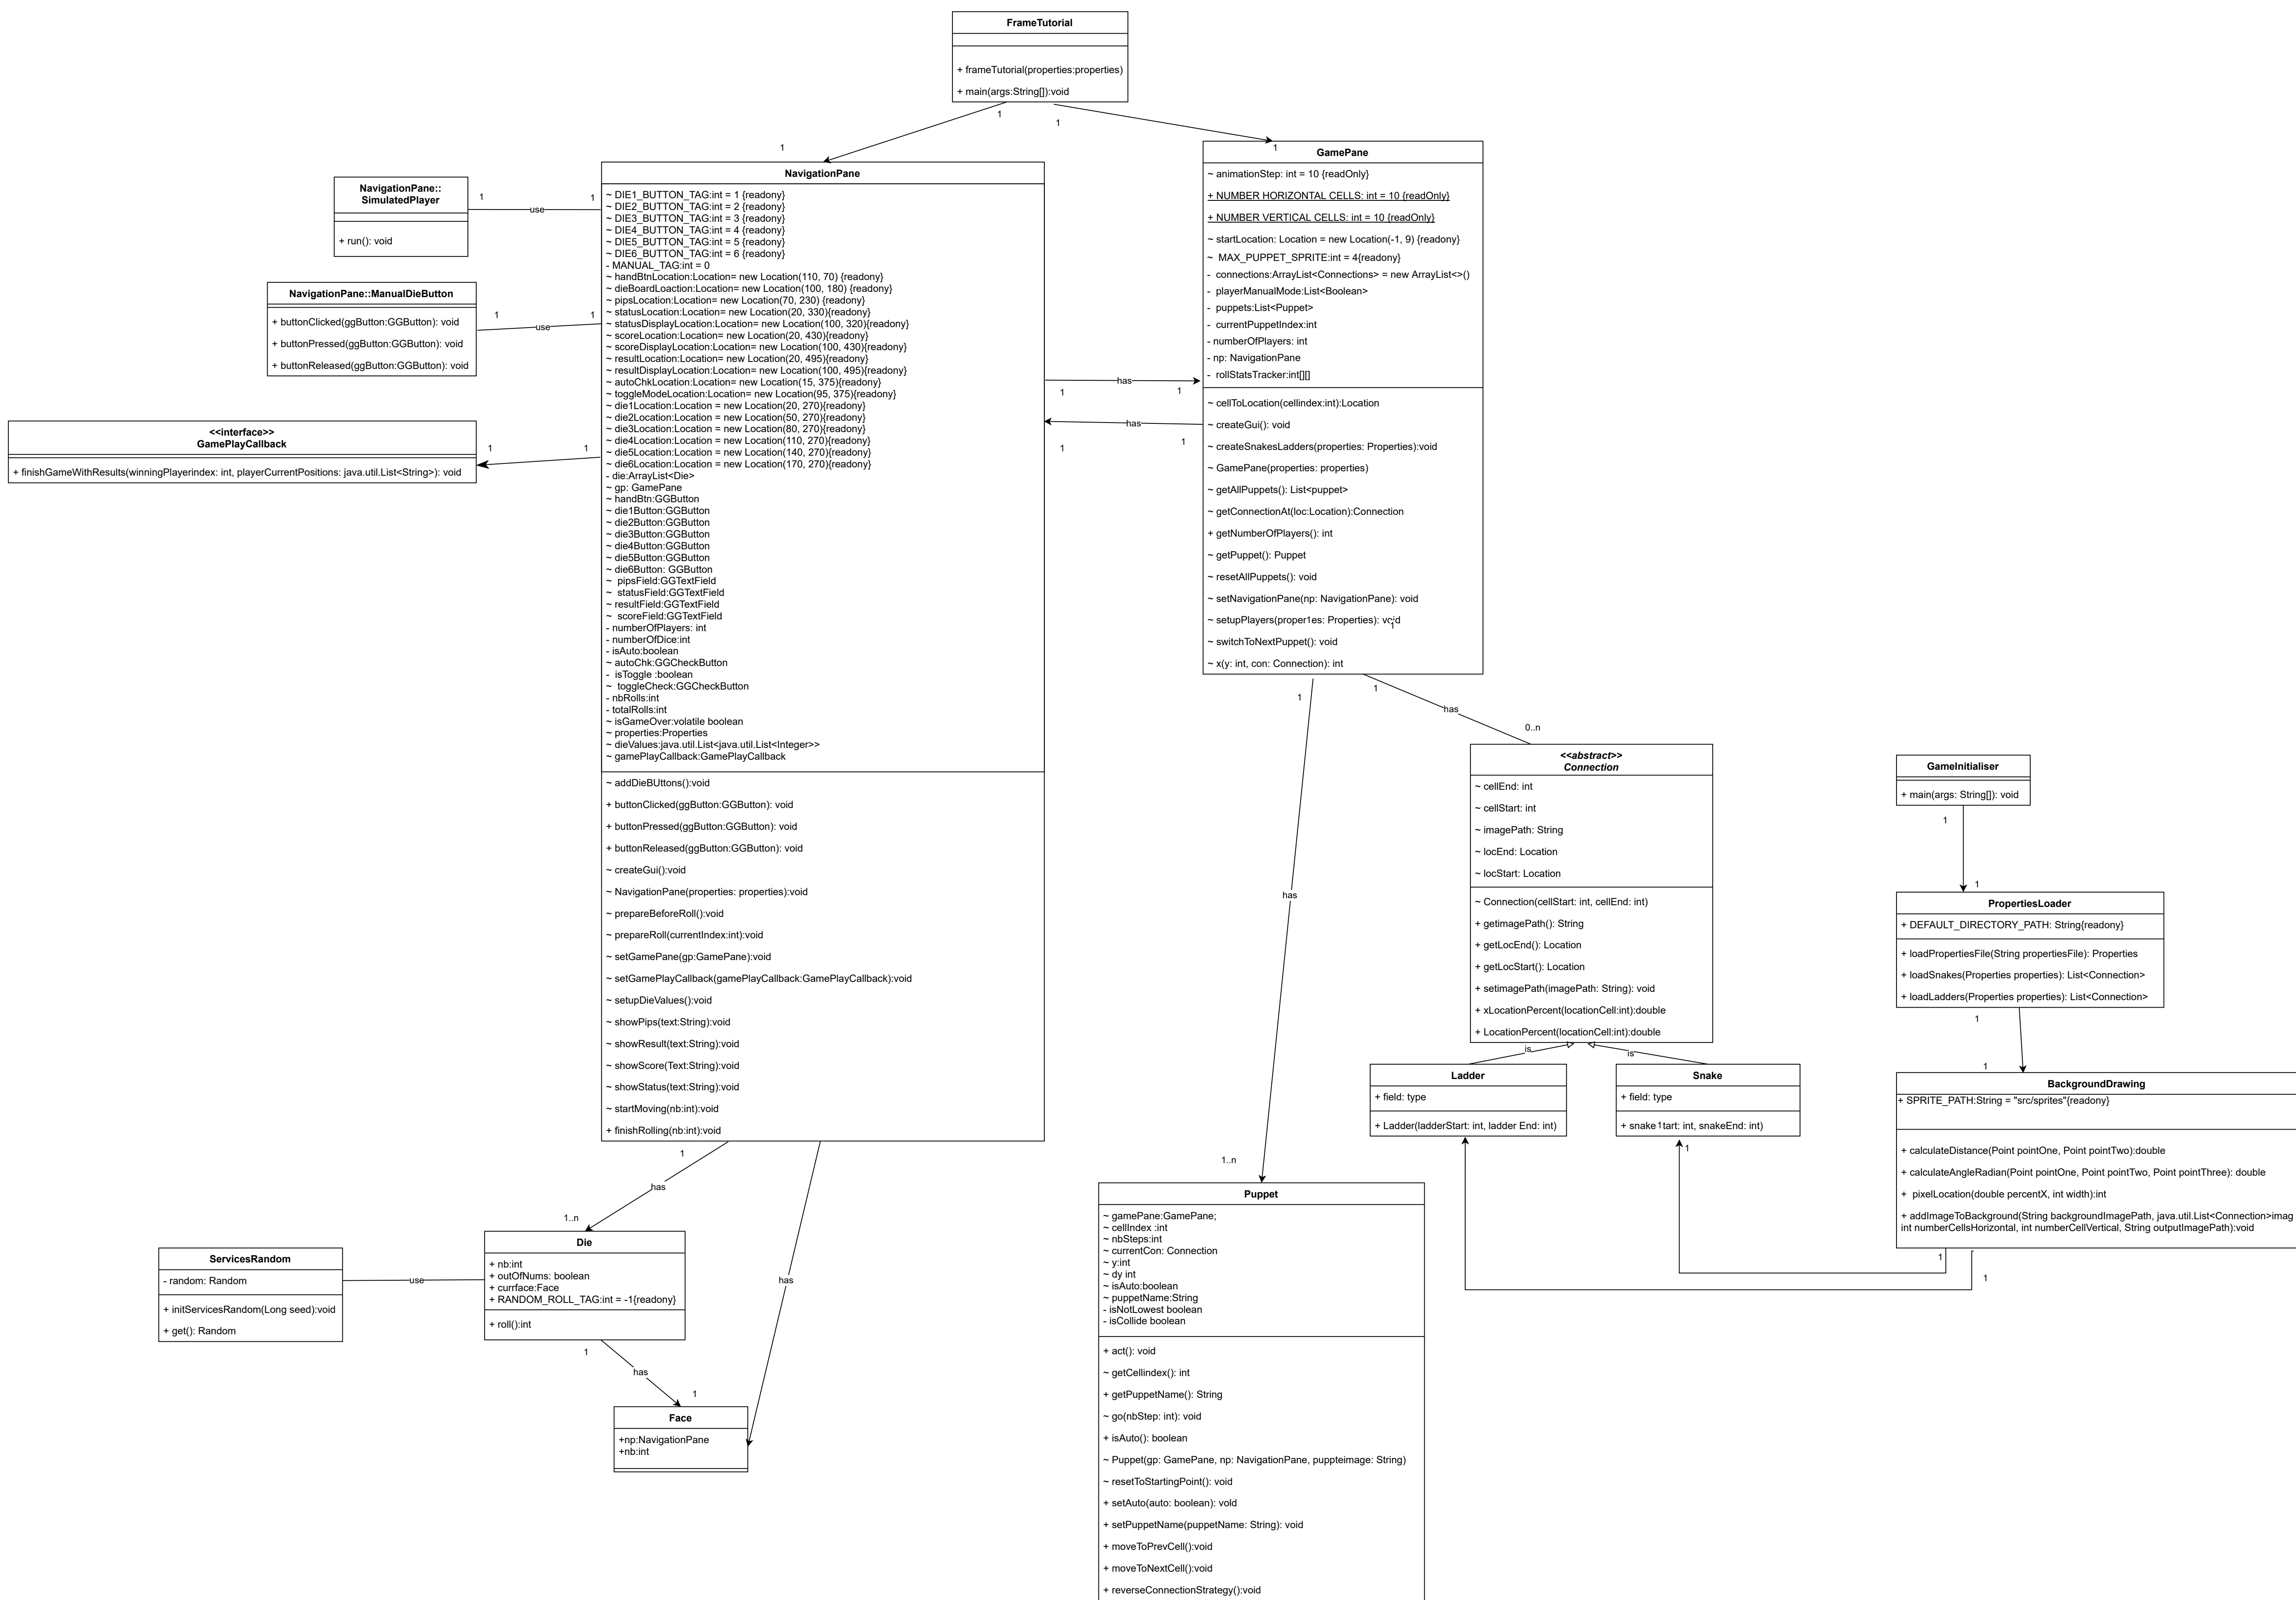 FrameTutorial
+ frameTutorial(properties:properties)
+ main(args:String[]):void
1
1
1
1
NavigationPane::
SimulatedPlayer
+ run(): void
1
use
1
NavigationPane::ManualDieButton
+ buttonClicked(ggButton:GGButton): void
+ buttonPressed(ggButton:GGButton): void
+ buttonReleased(ggButton:GGButton): void
1
use
1
<<interface>>
GamePlayCallback
+ finishGameWithResults(winningPlayerindex: int, playerCurrentPositions: java.util.List<String>): void
1
1
NavigationPane
~ DIE1_BUTTON_TAG:int = 1 {readony}
~ DIE2_BUTTON_TAG:int = 2 {readony}
~ DIE3_BUTTON_TAG:int = 3 {readony}
~ DIE4_BUTTON_TAG:int = 4 {readony}
~ DIE5_BUTTON_TAG:int = 5 {readony}
~ DIE6_BUTTON_TAG:int = 6 {readony}
- MANUAL_TAG:int = 0
~ handBtnLocation:Location= new Location(110, 70) {readony}
~ dieBoardLoaction:Location= new Location(100, 180) {readony}
~ pipsLocation:Location= new Location(70, 230) {readony}
~ statusLocation:Location= new Location(20, 330){readony}
~ statusDisplayLocation:Location= new Location(100, 320){readony}
~ scoreLocation:Location= new Location(20, 430){readony}
~ scoreDisplayLocation:Location= new Location(100, 430){readony}
~ resultLocation:Location= new Location(20, 495){readony}
~ resultDisplayLocation:Location= new Location(100, 495){readony}
~ autoChkLocation:Location= new Location(15, 375){readony}
~ toggleModeLocation:Location= new Location(95, 375){readony}
~ die1Location:Location = new Location(20, 270){readony}
~ die2Location:Location = new Location(50, 270){readony}
~ die3Location:Location = new Location(80, 270){readony}
~ die4Location:Location = new Location(110, 270){readony}
~ die5Location:Location = new Location(140, 270){readony}
~ die6Location:Location = new Location(170, 270){readony}
- die:ArrayList<Die>
~ gp: GamePane
~ handBtn:GGButton
~ die1Button:GGButton
~ die2Button:GGButton
~ die3Button:GGButton
~ die4Button:GGButton
~ die5Button:GGButton
~ die6Button: GGButton
~  pipsField:GGTextField
~  statusField:GGTextField
~ resultField:GGTextField
~  scoreField:GGTextField
- numberOfPlayers: int
- numberOfDice:int
- isAuto:boolean
~ autoChk:GGCheckButton
-  isToggle :boolean
~  toggleCheck:GGCheckButton
- nbRolls:int
- totalRolls:int
~ isGameOver:volatile boolean
~ properties:Properties
~ dieValues:java.util.List<java.util.List<Integer>>
~ gamePlayCallback:GamePlayCallback
~ addDieBUttons():void
+ buttonClicked(ggButton:GGButton): void
+ buttonPressed(ggButton:GGButton): void
+ buttonReleased(ggButton:GGButton): void
~ createGui():void
~ NavigationPane(properties: properties):void
~ prepareBeforeRoll():void
~ prepareRoll(currentIndex:int):void
~ setGamePane(gp:GamePane):void
~ setGamePlayCallback(gamePlayCallback:GamePlayCallback):void
~ setupDieValues():void
~ showPips(text:String):void
~ showResult(text:String):void
~ showScore(Text:String):void
~ showStatus(text:String):void
~ startMoving(nb:int):void
+ finishRolling(nb:int):void
has
1
1
has
1
1
GamePane
~ animationStep: int = 10 {readOnly}
+ NUMBER HORIZONTAL CELLS: int = 10 {readOnly}
+ NUMBER VERTICAL CELLS: int = 10 {readOnly}
~ startLocation: Location = new Location(-1, 9) {readony}
~  MAX_PUPPET_SPRITE:int = 4{readony}
-  connections:ArrayList<Connections> = new ArrayList<>()
-  playerManualMode:List<Boolean>
-  puppets:List<Puppet>
-  currentPuppetIndex:int
- numberOfPlayers: int
- np: NavigationPane
-  rollStatsTracker:int[][]
~ cellToLocation(cellindex:int):Location
~ createGui(): void
~ createSnakesLadders(properties: Properties):void
~ GamePane(properties: properties)
~ getAllPuppets(): List<puppet>
~ getConnectionAt(loc:Location):Connection
+ getNumberOfPlayers(): int
~ getPuppet(): Puppet
~ resetAllPuppets(): void
~ setNavigationPane(np: NavigationPane): void
~ setupPlayers(proper1es: Properties): void
1
~ switchToNextPuppet(): void
~ x(y: int, con: Connection): int
1
1
has
0..n
has
1..n
<<abstract>>
Connection
~ cellEnd: int
~ cellStart: int
~ imagePath: String
~ locEnd: Location
~ locStart: Location
~ Connection(cellStart: int, cellEnd: int)
+ getimagePath(): String
+ getLocEnd(): Location
+ getLocStart(): Location
+ setimagePath(imagePath: String): void
+ xLocationPercent(locationCell:int):double
+ LocationPercent(locationCell:int):double
is
is
Ladder
+ field: type
+ Ladder(ladderStart: int, ladder End: int)
Snake
+ field: type
+ snake1tart: int, snakeEnd: int)
1
GameInitialiser
+ main(args: String[]): void
1
1
PropertiesLoader
+ DEFAULT_DIRECTORY_PATH: String{readony}
+ loadPropertiesFile(String propertiesFile): Properties
+ loadSnakes(Properties properties): List<Connection>
+ loadLadders(Properties properties): List<Connection>
1
1
BackgroundDrawing
+ SPRITE_PATH:String = "src/sprites"{readony}
+ calculateDistance(Point pointOne, Point pointTwo):double
+ calculateAngleRadian(Point pointOne, Point pointTwo, Point pointThree): double
+  pixelLocation(double percentX, int width):int
+ addImageToBackground(String backgroundImagePath, java.util.List<Connection>imag
int numberCellsHorizontal, int numberCellVertical, String outputImagePath):void
1
1
1
has
1..n
has
ServicesRandom
- random: Random
+ initServicesRandom(Long seed):void
+ get(): Random
use
Die
+ nb:int
+ outOfNums: boolean
+ currface:Face
+ RANDOM_ROLL_TAG:int = -1{readony}
+ roll():int
1
has
1
Face
+np:NavigationPane
+nb:int
Puppet
~ gamePane:GamePane;
~ cellIndex :int
~ nbSteps:int
~ currentCon: Connection
~ y:int
~ dy int
~ isAuto:boolean
~ puppetName:String
- isNotLowest boolean
- isCollide boolean
+ act(): void
~ getCellindex(): int
+ getPuppetName(): String
~ go(nbStep: int): void
+ isAuto(): boolean
~ Puppet(gp: GamePane, np: NavigationPane, puppteimage: String)
~ resetToStartingPoint(): void
+ setAuto(auto: boolean): vold
+ setPuppetName(puppetName: String): void
+ moveToPrevCell():void
+ moveToNextCell():void
+ reverseConnectionStrategy():void